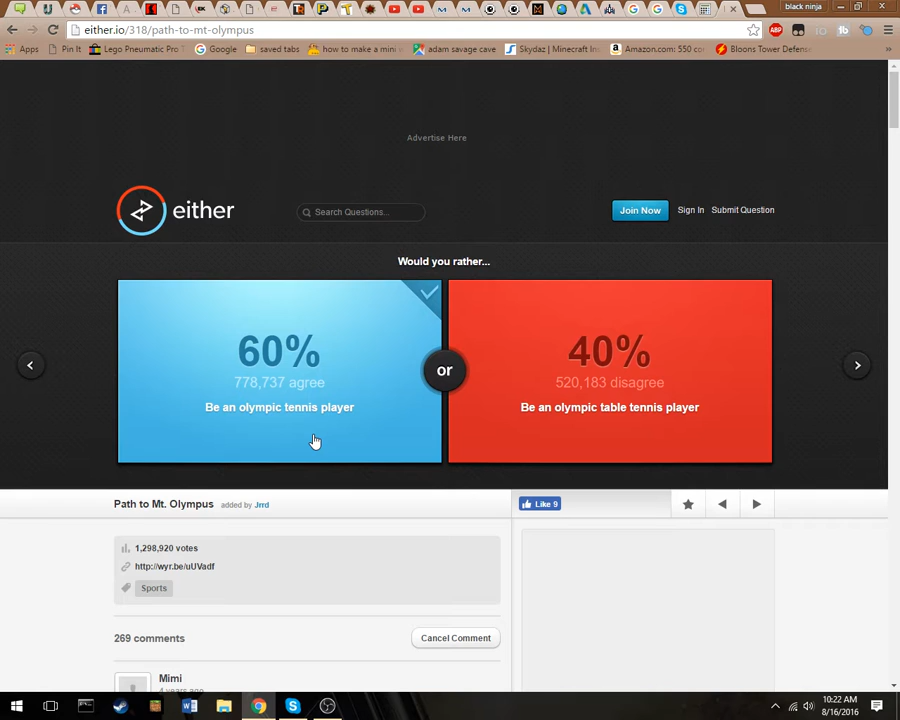 black ninja
either.io/318/path-to-mt-olympus
Apps
Pin It
Lego Pneumatic Pro T
Google
saved tabs
how to make a mini v
adam savage cave
Skydaz | Minecraft In
Amazon.com: 550 co
Bloons Tower Defens
Advertise Here
either
Search Questions...
Join Now
Sign In
Submit Question
Would you rather...
60%
778,737 agree
Be an olympic tennis player
or
40%
520,183 disagree
Be an olympic table tennis player
Path to Mt. Olympus added by Jrrd
Like 9
1,298,920 votes
http://wyr.be/uUVadf
Sports
269 comments
Cancel Comment
Mimi
4 years ago
10:22 AM
8/16/2016